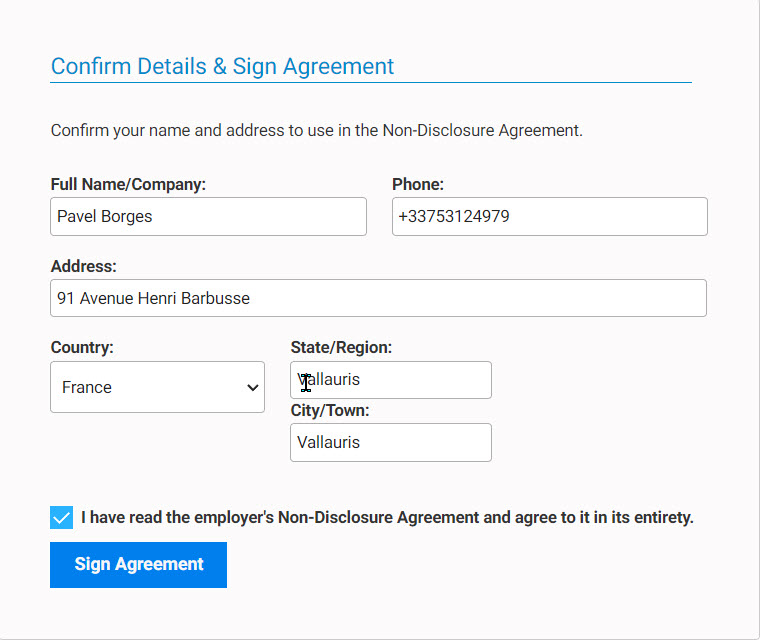 Confirm Details & Sign Agreement
Confirm your name and address to use in the Non-Disclosure Agreement.
Full Name/Company: Phone:
Pavel Borges +33753124979
Address:
91 Avenue Henri Barbusse
Country: State/Region:
France Vallauris
City/Town:
Vallauris
I have read the employer's Non-Disclosure Agreement and agree to it in its entirety.
Sign Agreement